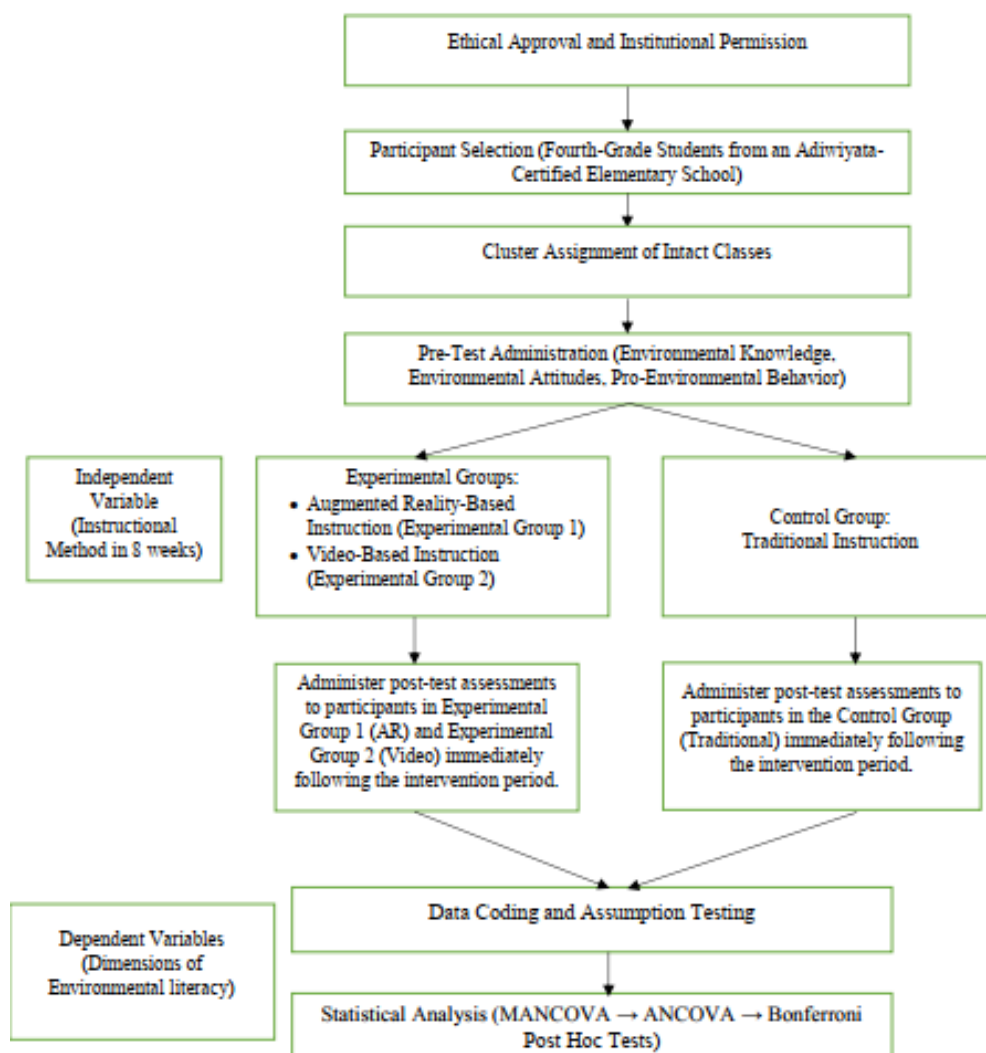 Ethical Approval and Institutional Permission
Participant Selection (Fourth-Grade Students from an Adiwiyata-
Certified Elementary School)
Cluster Assignment of Intact Classes
Pre-Test Administration (Environmental Knowledge,
Environmental Attitudes, Pro-Environmental Behavior)
Independent
Variable
(Instructional
Method in 8 weeks)
Experimental Groups:
• Augmented Reality-Based
Instruction (Experimental Group 1)
• Video-Based Instruction
(Experimental Group 2)
Control Group:
Traditional Instruction
Administer post-test assessments
to participants in Experimental
Group 1 (AR) and Experimental
Group 2 (Video) immediately
following the intervention period.
Administer post-test assessments to
participants in the Control Group
(Traditional) immediately following
the intervention period.
Data Coding and Assumption Testing
Dependent Variables
(Dimensions of
Environmental literacy)
Statistical Analysis (MANCOVA → ANCOVA → Bonferroni
Post Hoc Tests)